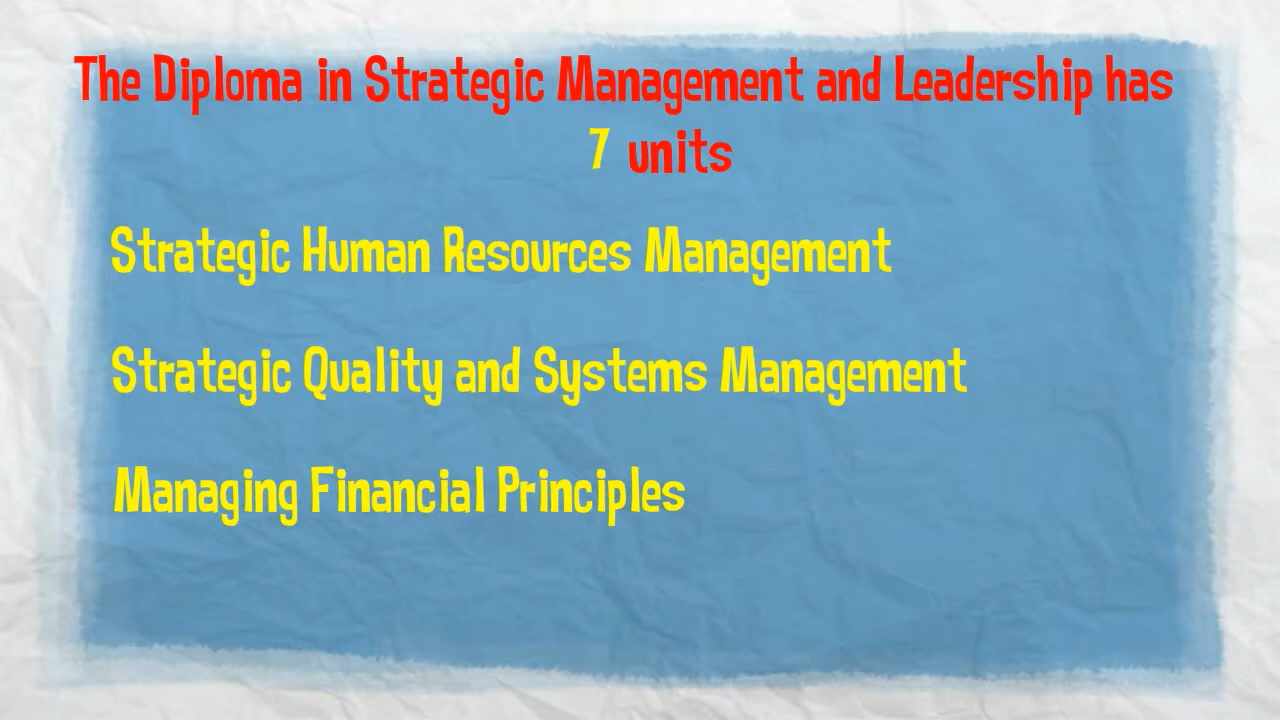 The Diploma in Strategic Management and Leadership has
7 units
Strategic Human Resources Management
Strategic Quality and Systems Management
Managing Financial Principles